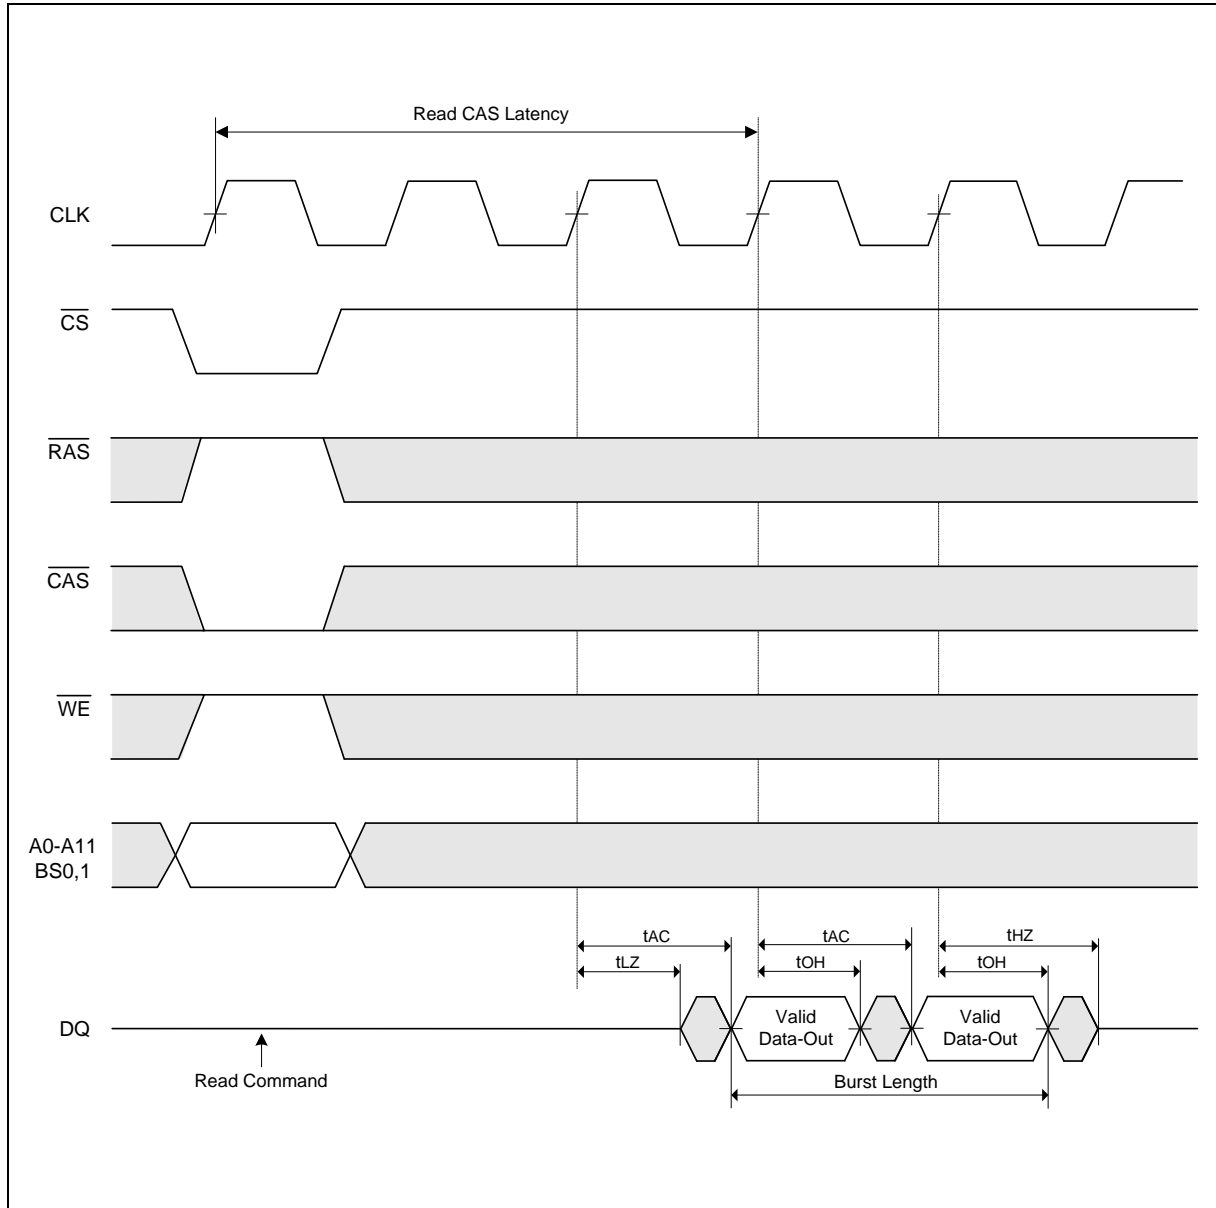 Read CAS Latency
CLK
CS
RAS
CAS
WE
A0-A11
BS0,1
tAC
tAC
tHZ
tLZ
tOH
tOH
DQ
Valid
Data-Out
Valid
Data-Out
Read Command
Burst Length